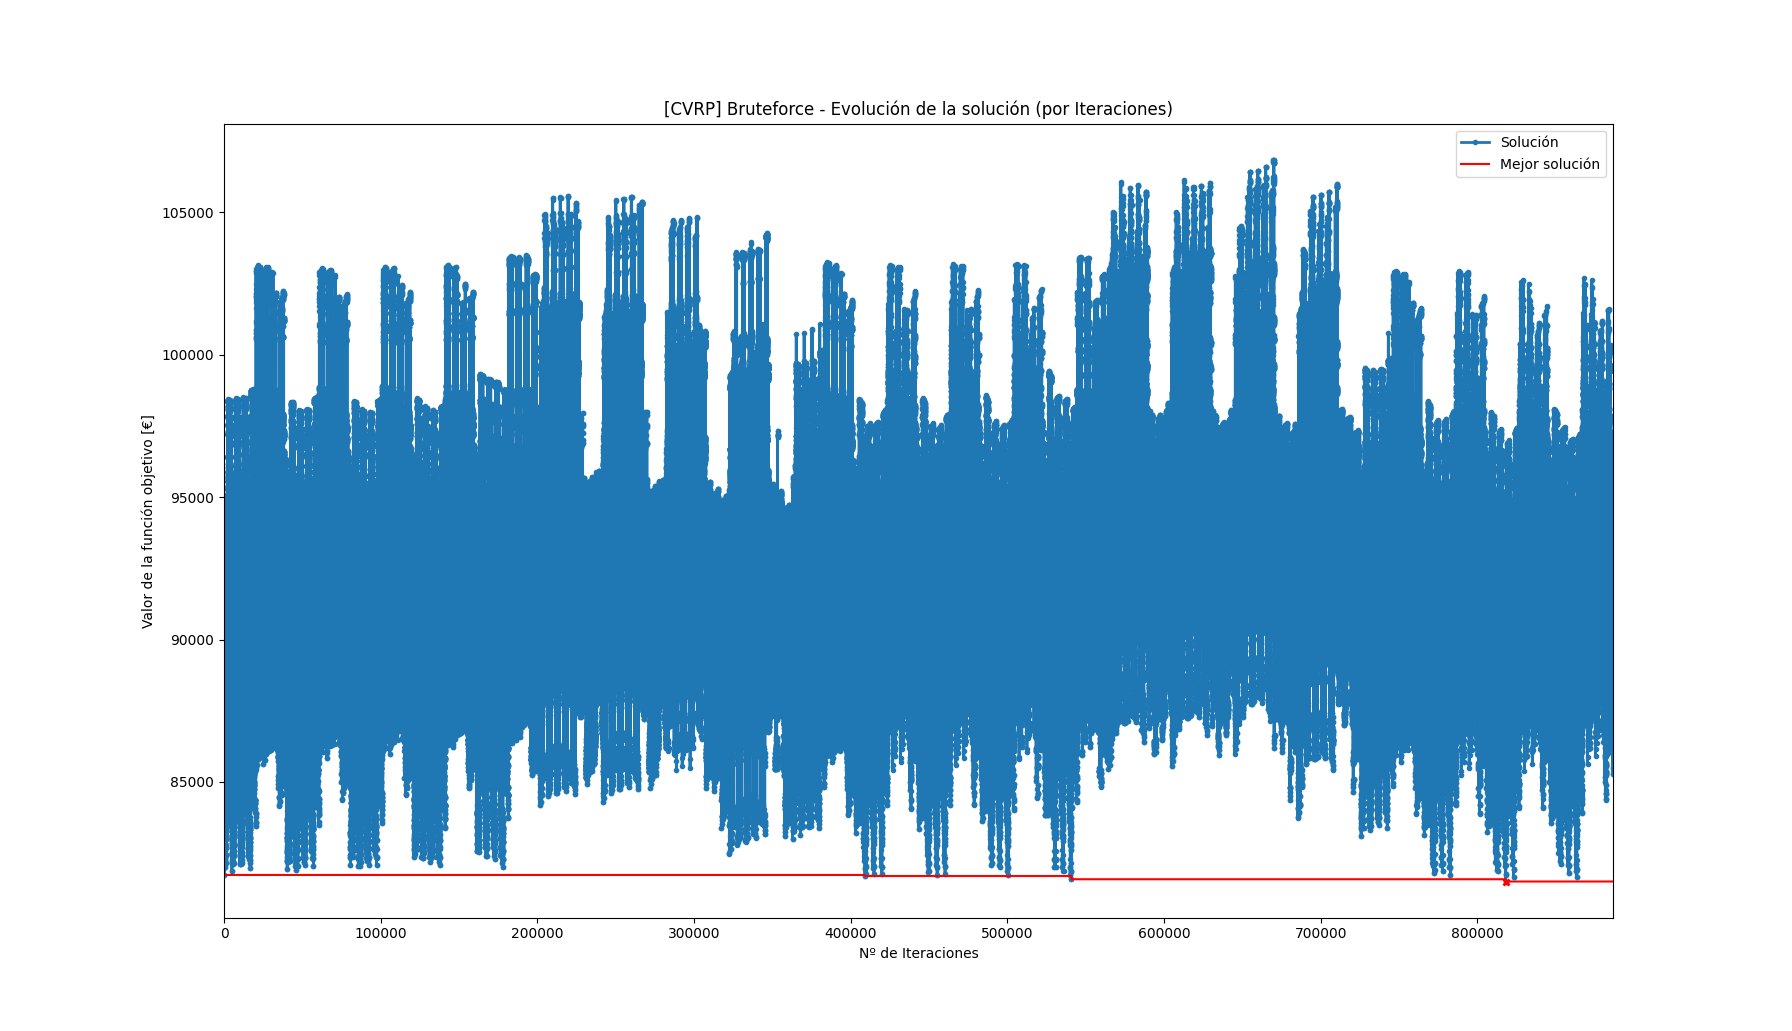 [CVRP] Bruteforce - Evolución de la solución (por Iteraciones)
Solución
Mejor solución
Valor de la función objetivo [€]
105000
100000
95000
90000
85000
0
100000
200000
300000
400000
500000
600000
700000
800000
Nº de Iteraciones